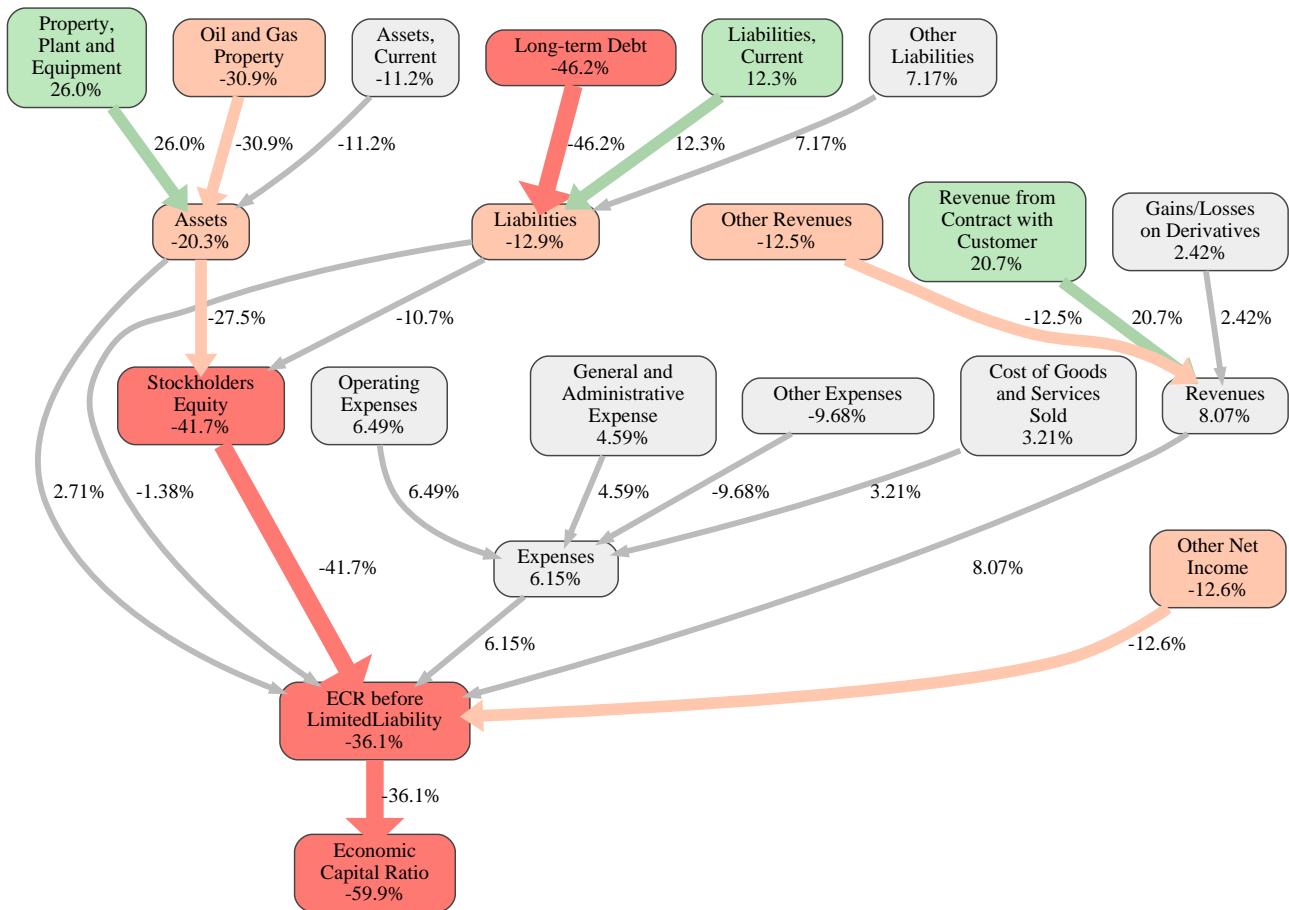 Property,
Plant and
Equipment
26.0%
Oil and Gas
Property
-30.9%
Assets,
Current
-11.2%
Long-term Debt
-46.2%
Liabilities,
Current
12.3%
Other
Liabilities
7.17%
26.0%
-30.9%
-11.2%
-46.2%
12.3%
7.17%
Assets
-20.3%
Liabilities
-12.9%
Other Revenues
-12.5%
Revenue from
Contract with
Customer
20.7%
Gains/Losses
on Derivatives
2.42%
-27.5%
-10.7%
-12.5%
20.7%
2.42%
Stockholders
Equity
-41.7%
Operating
Expenses
6.49%
General and
Administrative
Expense
4.59%
Other Expenses
-9.68%
Cost of Goods
and Services
Sold
3.21%
Revenues
8.07%
2.71%
-1.38%
6.49%
4.59%
-9.68%
3.21%
-41.7%
Expenses
6.15%
8.07%
Other Net
Income
-12.6%
6.15%
-12.6%
ECR before
LimitedLiability
-36.1%
-36.1%
Economic
Capital Ratio
-59.9%